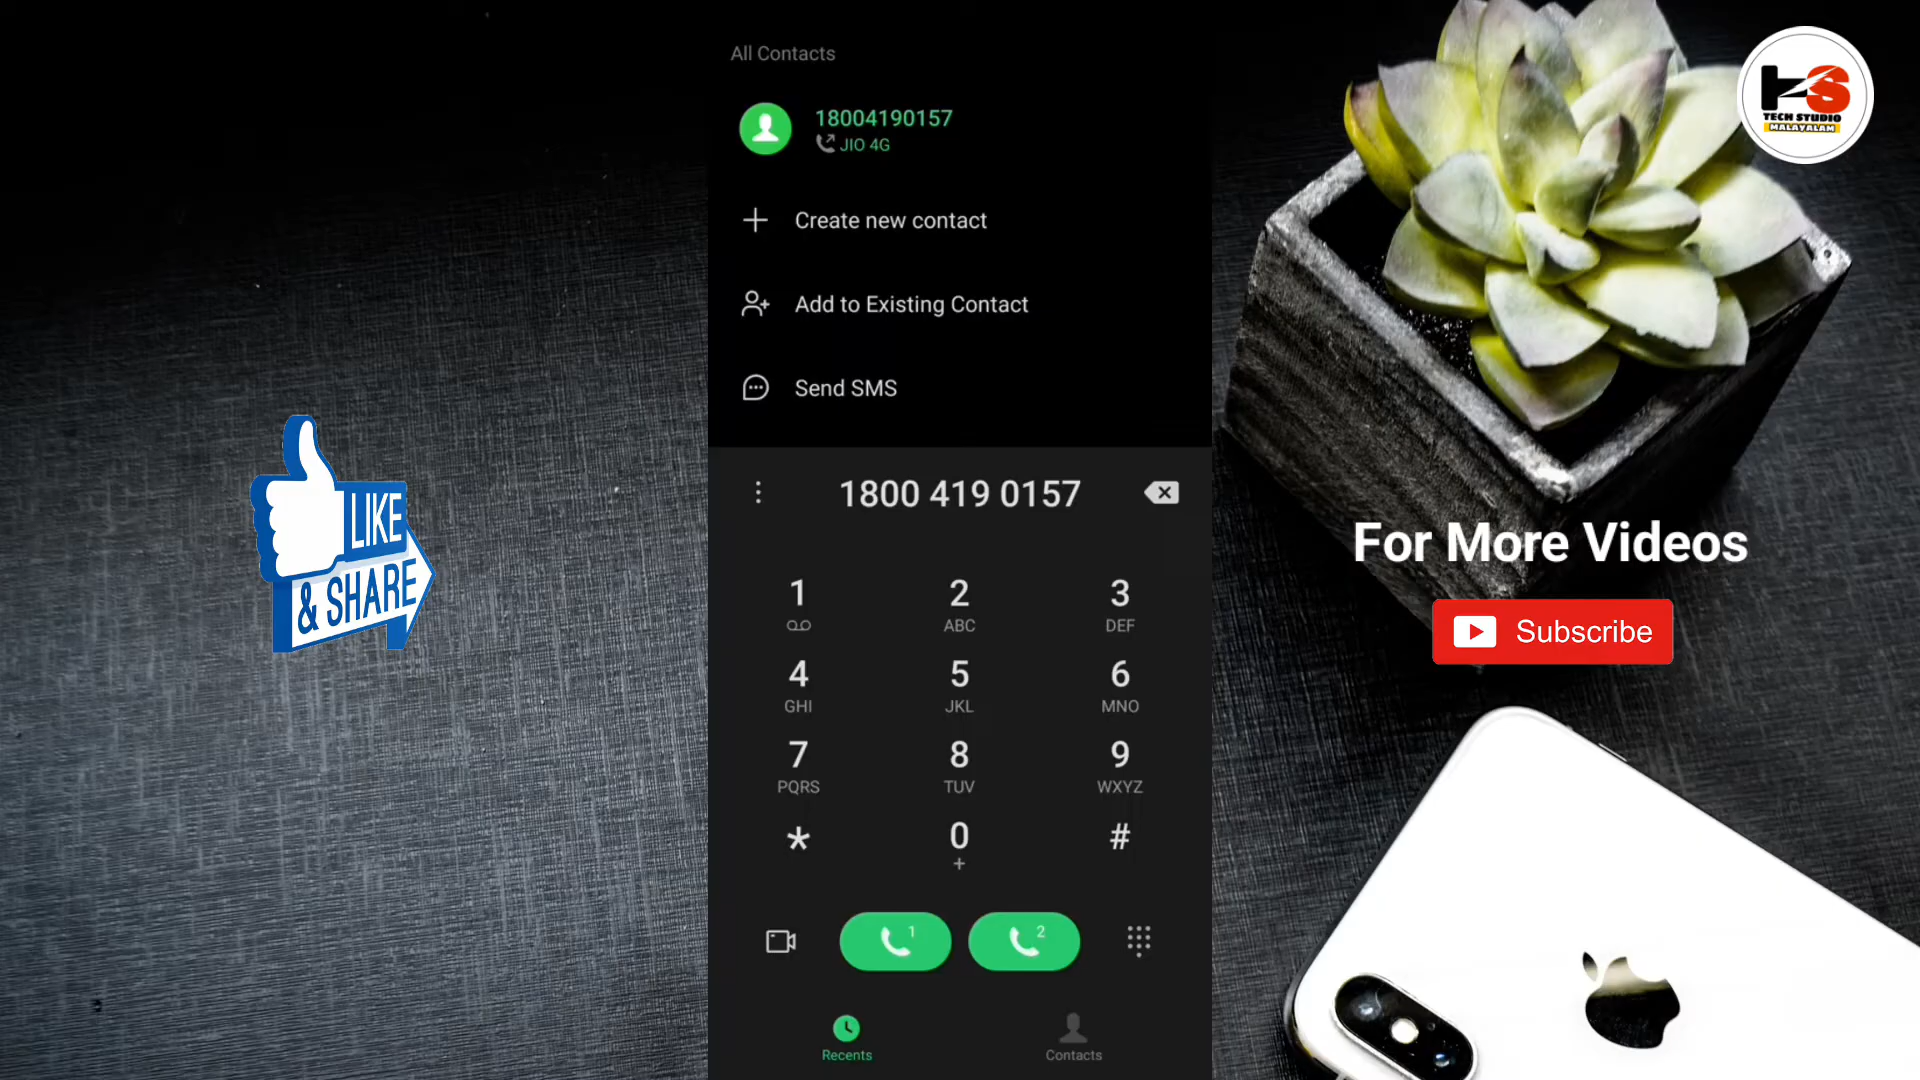 All Contacts
18004190157
JIO 4G
Create new contact
Add to Existing Contact
Send SMS
1800 419 0157
1
2
ABC
3
DEF
4
GHI
5
JKL
6
MNO
7
PQRS
8
TUV
9
WXYZ
*
0
+
#
1
2
Recents
Contacts
LIKE
& SHARE
TECH STUDIO
MALAYALAM
For More Videos
Subscribe